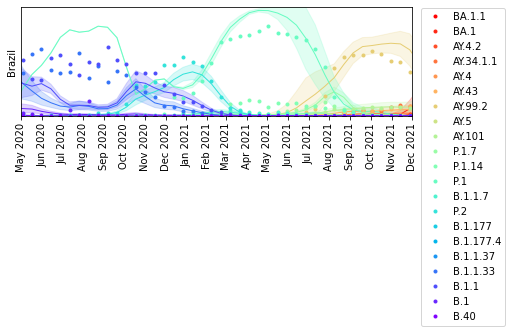 Brazil
May 2020
Jun 2020
Jul 2020
Aug 2020
Sep 2020
Oct 2020
Nov 2020
Dec 2020
Jan 2021
Feb 2021
Mar 2021
Apr 2021
May 2021
Jun 2021
Jul 2021
Aug 2021
Sep 2021
Oct 2021
Nov 2021
Dec 2021
BA.1.1
BA.1
AY.4.2
AY.34.1.1
AY.4
AY.43
AY.99.2
AY.5
AY.101
P.1.7
P.1.14
P.1
B.1.1.7
P.2
B.1.177
B.1.177.4
B.1.1.37
B.1.1.33
B.1.1
B.1
B.40